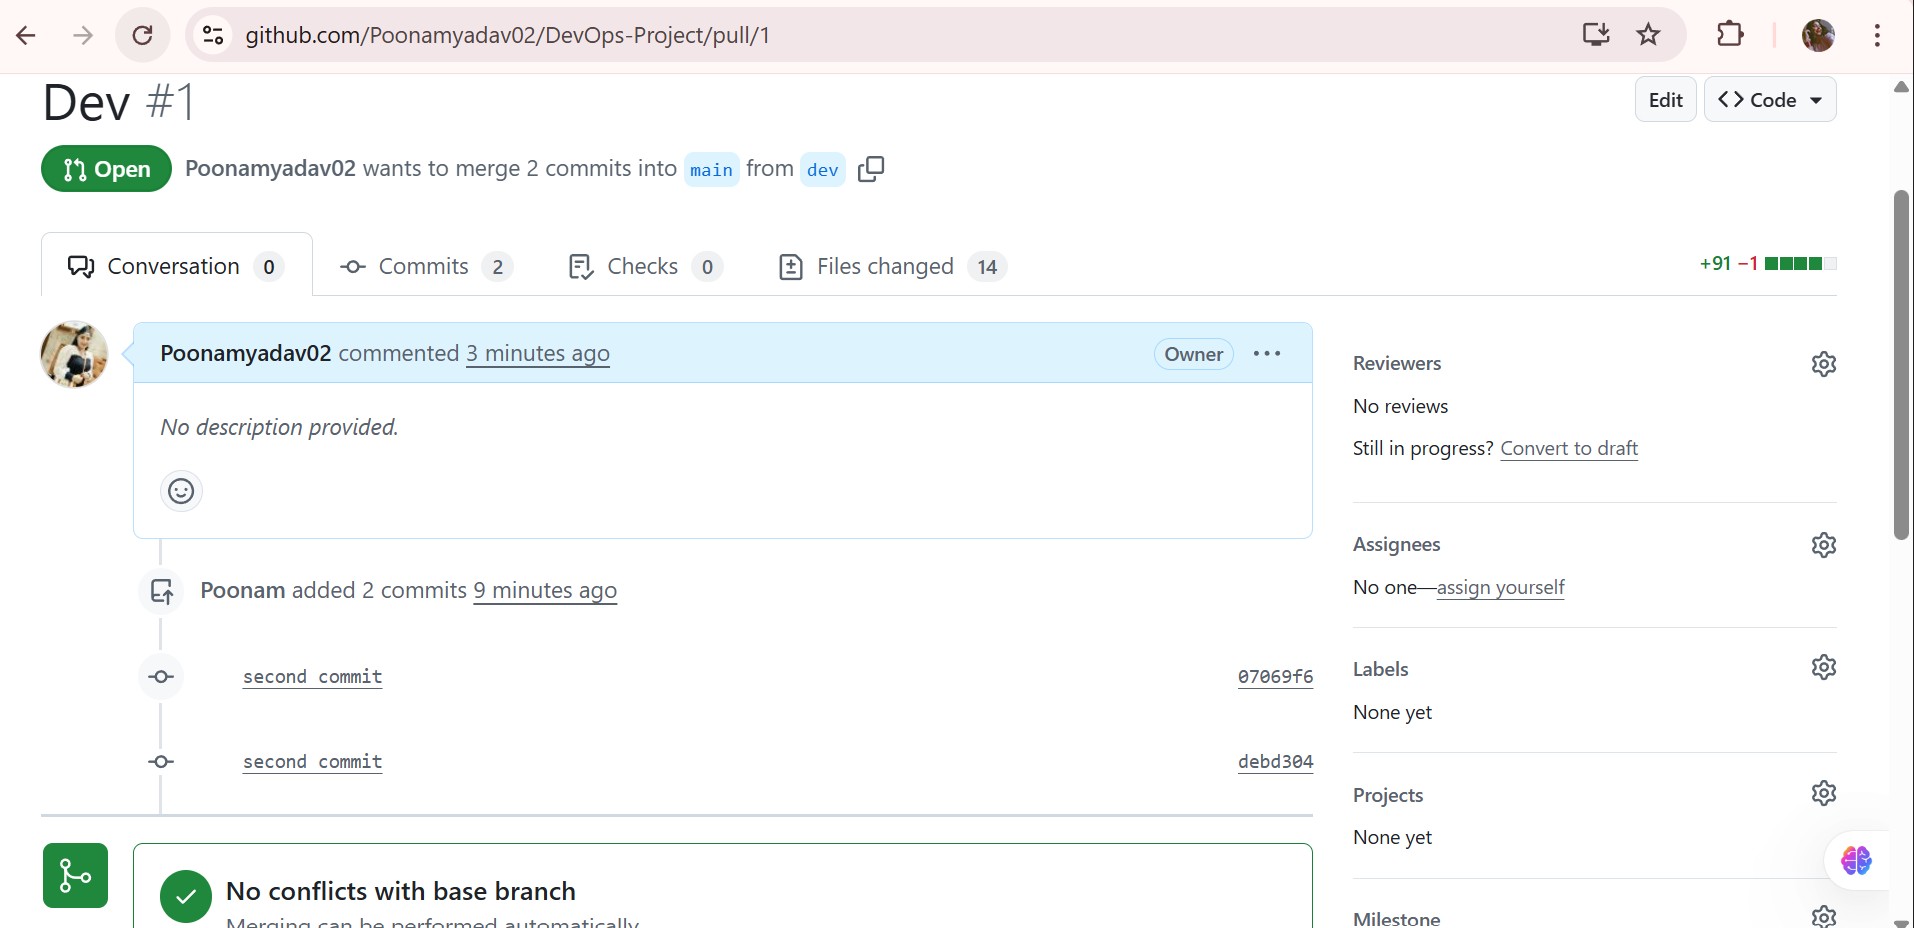 github.com/Poonamyadav02/DevOps-Project/pull/1
Dev #1
Edit
Code
Open
Poonamyadav02 wants to merge 2 commits into main from dev
Conversation 0
Commits 2
Checks 0
Files changed 14
+91 −1
Poonamyadav02 commented 3 minutes ago
Owner
No description provided.
Poonam added 2 commits 9 minutes ago
second commit 07069f6
second commit debd304
No conflicts with base branch
Merging can be performed automatically.
Reviewers
No reviews
Still in progress? Convert to draft
Assignees
No one—assign yourself
Labels
None yet
Projects
None yet
Milestone